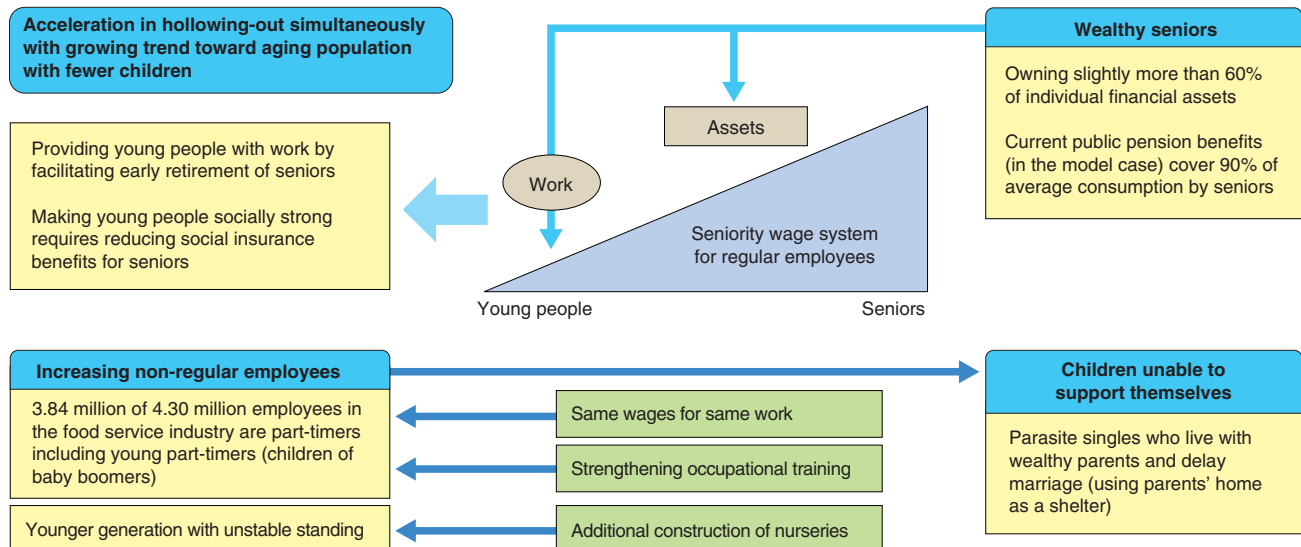 Acceleration in hollowing-out simultaneously
with growing trend toward aging population
with fewer children
Providing young people with work by
facilitating early retirement of seniors
Making young people socially strong
requires reducing social insurance
benefits for seniors
Work
Assets
Seniority wage system
for regular employees
Young people
Seniors
Wealthy seniors
Owning slightly more than 60%
of individual financial assets
Current public pension benefits
(in the model case) cover 90% of
average consumption by seniors
Increasing non-regular employees
3.84 million of 4.30 million employees in
the food service industry are part-timers
including young part-timers (children of
baby boomers)
Younger generation with unstable standing
Same wages for same work
Strengthening occupational training
Additional construction of nurseries
Children unable to
support themselves
Parasite singles who live with
wealthy parents and delay
marriage (using parents' home
as a shelter)